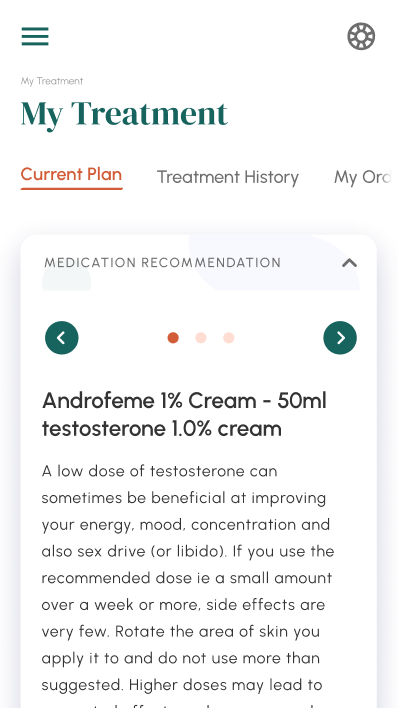 My Treatment
My Treatment
Current Plan
Treatment History
My Ord
MEDICATION RECOMMENDATION
Androfeme 1% Cream - 50ml
testosterone 1.0% cream
A low dose of testosterone can
sometimes be beneficial at improving
your energy, mood, concentration and
also sex drive (or libido). If you use the
recommended dose ie a small amount
over a week or more, side effects are
very few. Rotate the area of skin you
apply it to and do not use more than
suggested. Higher doses may lead to